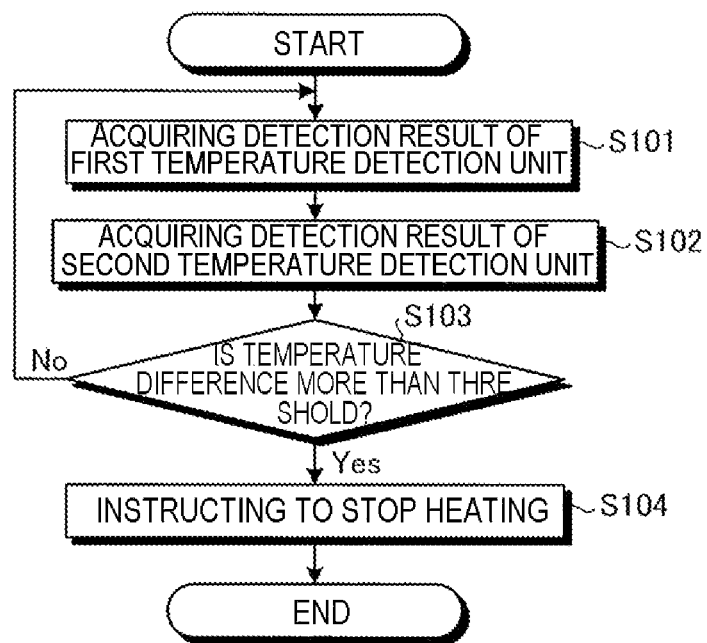 START
ACQUIRING DETECTION RESULT OF
FIRST TEMPERATURE DETECTION UNIT
S101
ACQUIRING DETECTION RESULT OF
SECOND TEMPERATURE DETECTION UNIT
S102
S103
IS TEMPERATURE
DIFFERENCE MORE THAN THRE
SHOLD?
No
Yes
INSTRUCTING TO STOP HEATING
S104
END